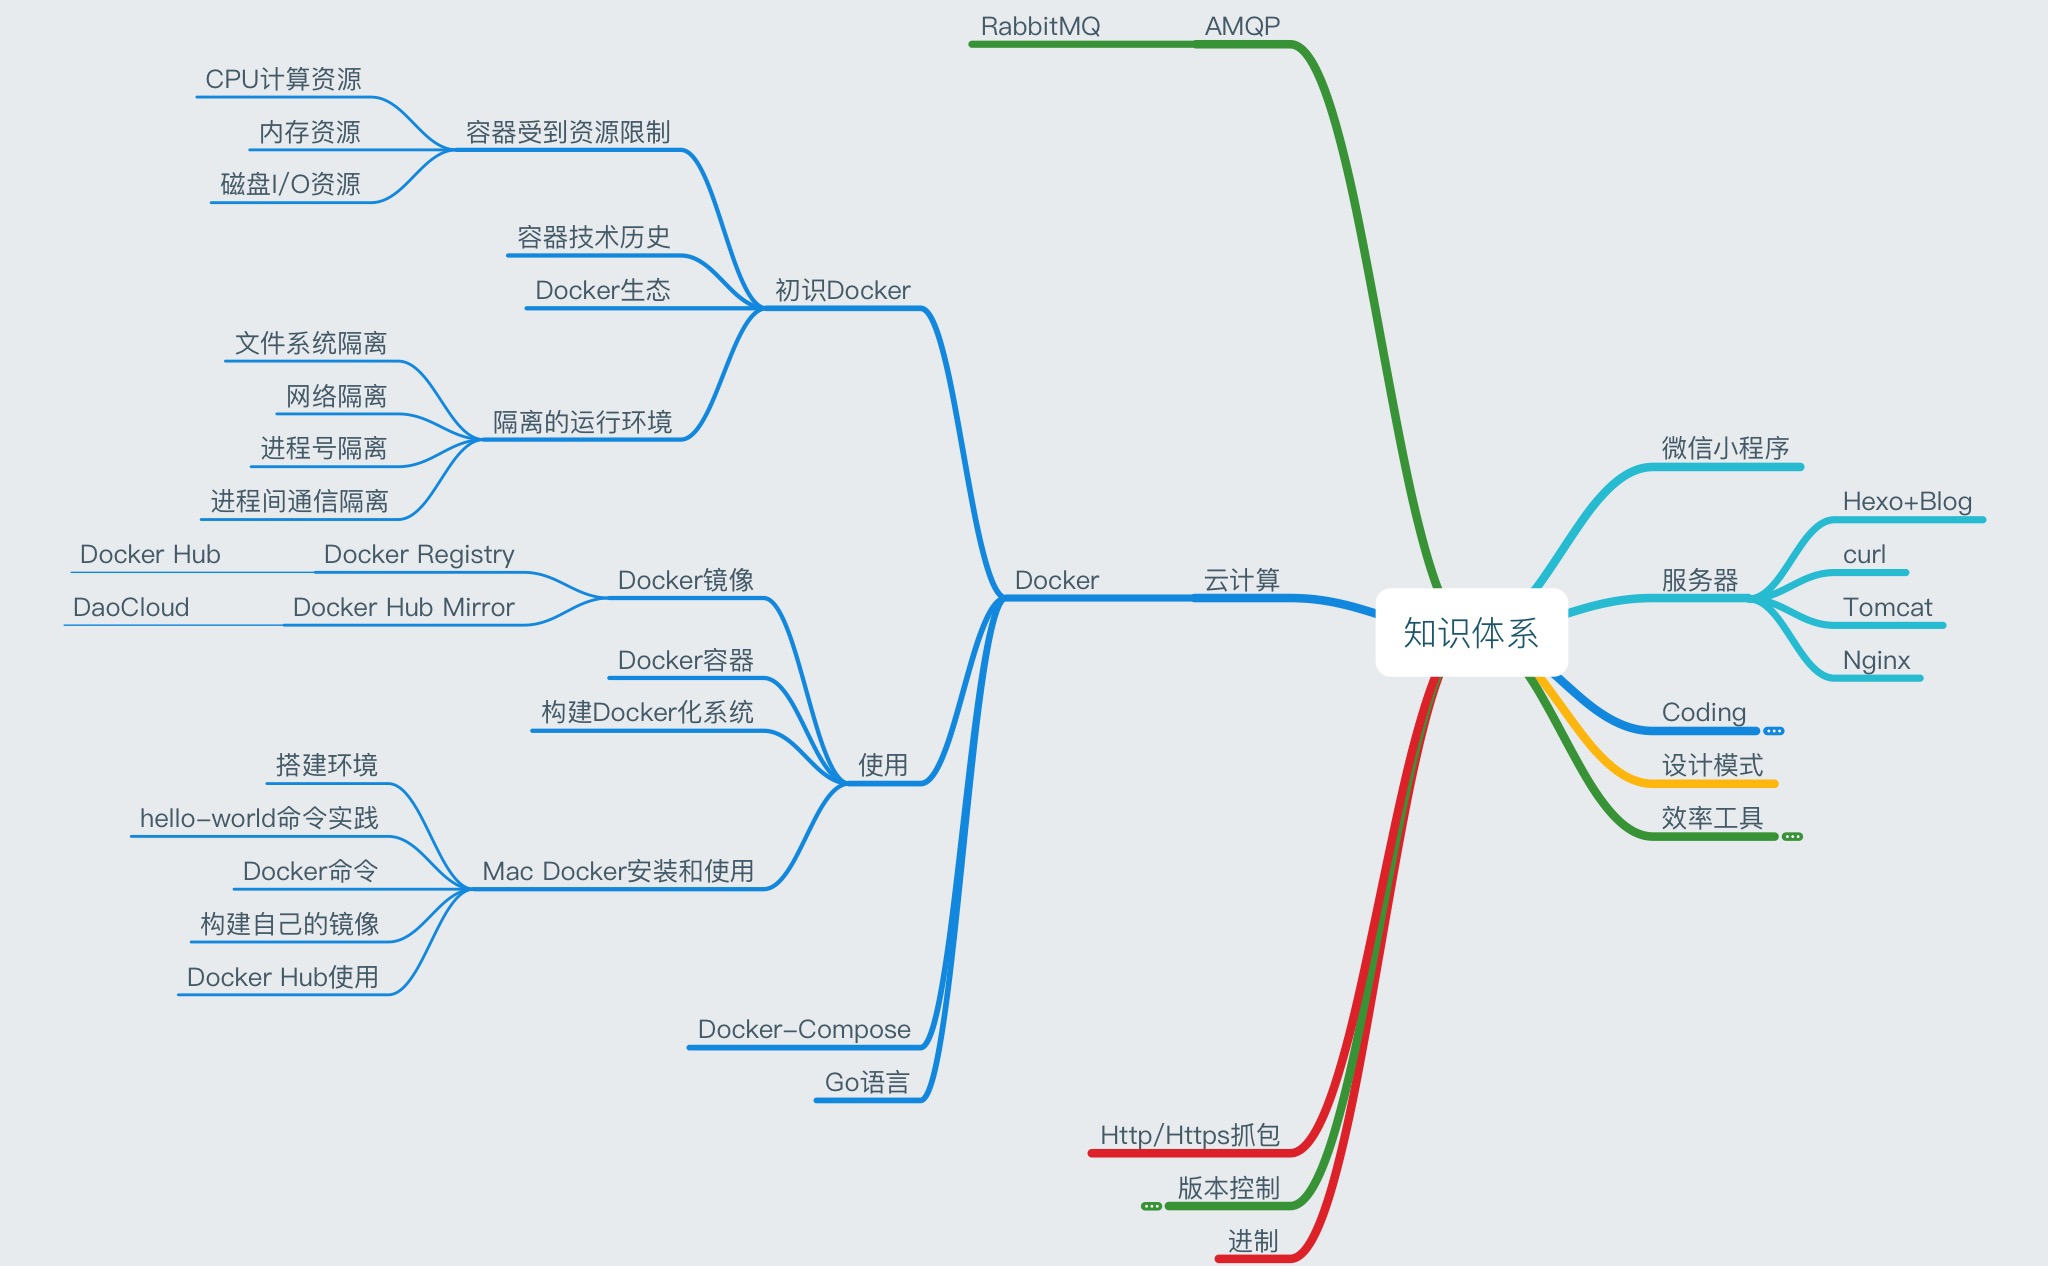 RabbitMQ
AMQP
CPU计算资源
内存资源
容器受到资源限制
磁盘I/O资源
容器技术历史
Docker生态
初识Docker
文件系统隔离
网络隔离
隔离的运行环境
进程号隔离
进程间通信隔离
Docker Hub
Docker Registry
DaoCloud
Docker Hub Mirror
Docker镜像
Docker
云计算
Docker容器
构建Docker化系统
使用
搭建环境
hello-world命令实践
Docker命令
Mac Docker安装和使用
构建自己的镜像
Docker Hub使用
Docker-Compose
Go语言
Http/Https抓包
版本控制
进制
知识体系
微信小程序
服务器
Hexo+Blog
curl
Tomcat
Nginx
Coding
设计模式
效率工具